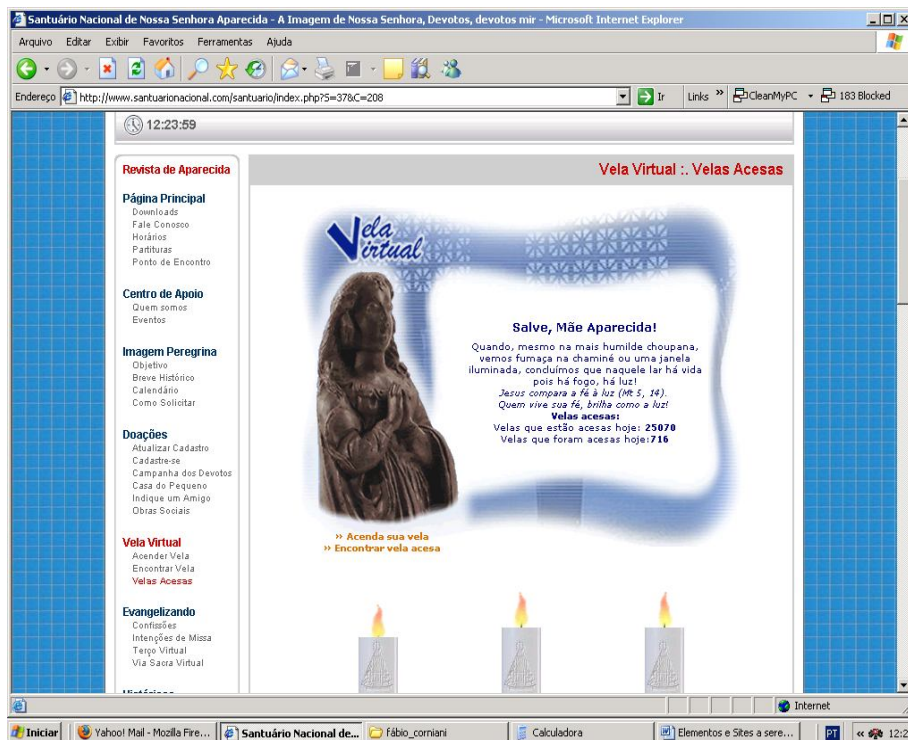 Santuário Nacional de Nossa Senhora Aparecida - A Imagem de Nossa Senhora, Devotos, devotos mir - Microsoft Internet Explorer
Arquivo Editar Exibir Favoritos Ferramentas Ajuda
Endereço http://www.santuarionacional.com/santuario/index.php?S=37&C=208 Ir Links » CleanMyPC 183 Blocked
12:23:59
Revista de Aparecida
Página Principal
Downloads
Fale Conosco
Horários
Partituras
Ponto de Encontro
Centro de Apoio
Quem somos
Eventos
Imagem Peregrina
Objetivo
Breve Histórico
Calendário
Como Solicitar
Doações
Atualizar Cadastro
Cadastre-se
Campanha dos Devotos
Casa do Pequeno
Indique um Amigo
Obras Sociais
Vela Virtual
Acender Vela
Encontrar Vela
Velas Acesas
Evangelizando
Confissões
Intenções de Missa
Terço Virtual
Via Sacra Virtual
Vela Virtual :. Velas Acesas
Vela
Virtual
Salve, Mãe Aparecida!
Quando, mesmo na mais humilde choupana,
vemos fumaça na chaminé ou uma janela
iluminada, concluímos que naquele lar há vida
pois há fogo, há luz!
Jesus compara a fé à luz (Mt 5, 14).
Quem vive sua fé, brilha como a luz!
Velas acesas:
Velas que estão acesas hoje: 25070
Velas que foram acesas hoje:716
» Acenda sua vela
» Encontrar vela acesa
Internet
Iniciar Yahoo! Mail - Mozilla Fire... Santuário Nacional de... fábio_corniani Calculadora Elementos e Sites a sere... PT « 12:2